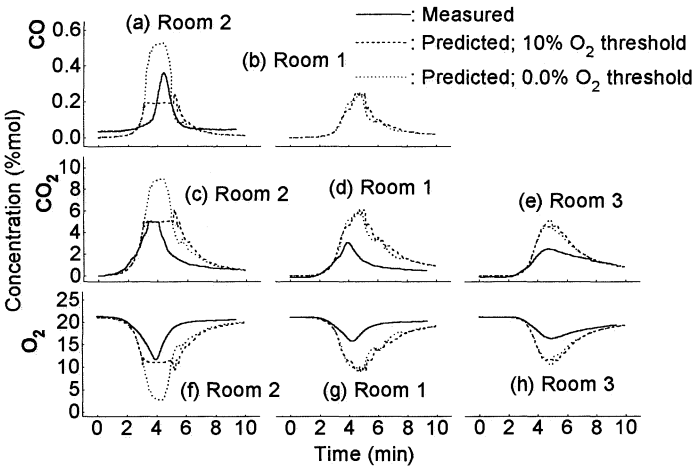 CO
0.6
0.4
0.2
0.0
(a) Room 2
(b) Room 1
: Measured
: Predicted; 10% O2 threshold
: Predicted; 0.0% O2 threshold
Concentration (%mol)
CO2
10
8
6
4
2
0
(c) Room 2
(d) Room 1
(e) Room 3
O2
25
20
15
10
5
0
(f) Room 2
(g) Room 1
(h) Room 3
0 2 4 6 8 10
0 2 4 6 8 10
0 2 4 6 8 10
Time (min)